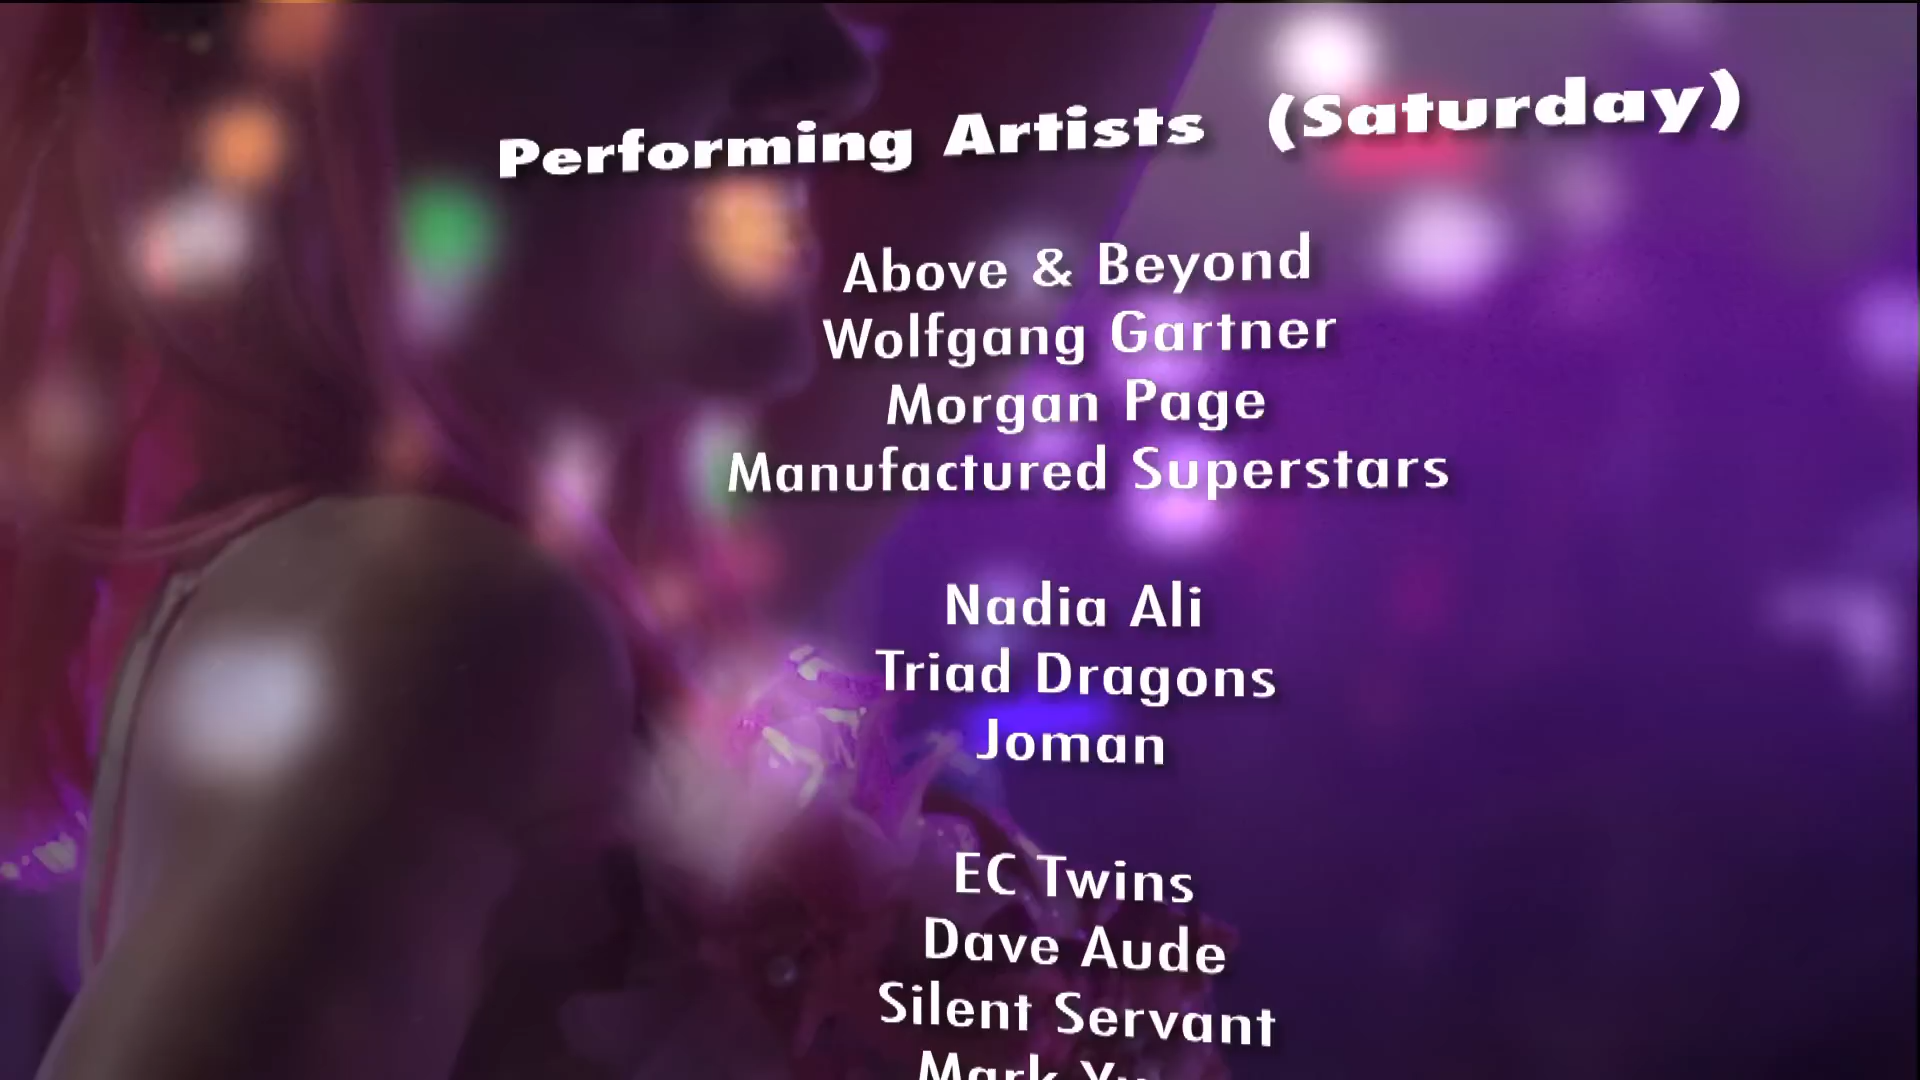 Performing Artists (Saturday)
Above & Beyond
Wolfgang Gartner
Morgan Page
Manufactured Superstars
Nadia Ali
Triad Dragons
Joman
EC Twins
Dave Aude
Silent Servant
Mark